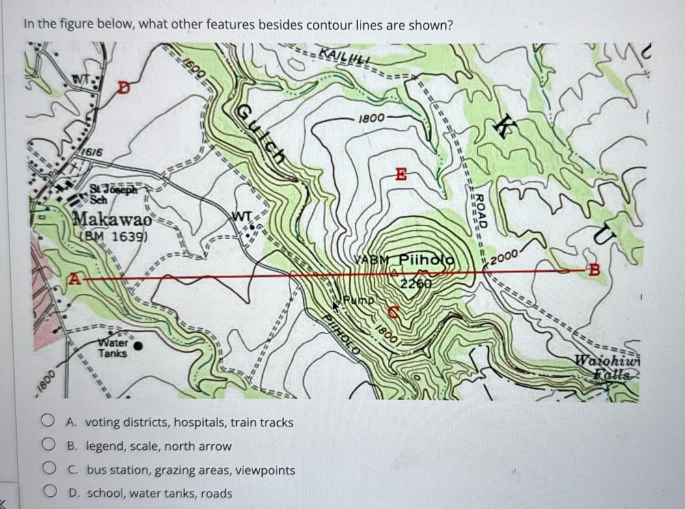 In the figure below, what other features besides contour lines are shown?
KAILUILI
1600
WT
D
Gulch
1800
K
1616
E
St Joseph
Sch
ROAD
Makawao
(BM 1639)
WT
U
VABM Piiholo
2000
A
B
2260
Pump
C
PIIHOLO
1800
Water
Tanks
Waiohiwi
Falls
1800
A. voting districts, hospitals, train tracks
B. legend, scale, north arrow
C. bus station, grazing areas, viewpoints
D. school, water tanks, roads